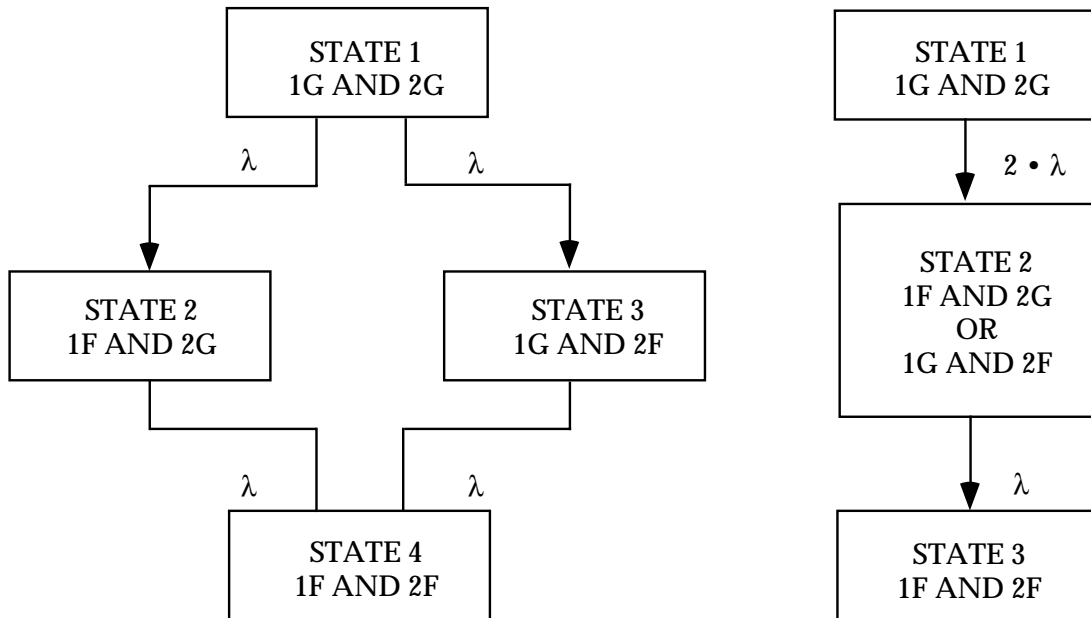 STATE 1
1G AND 2G
λ
λ
STATE 2
1F AND 2G
STATE 3
1G AND 2F
λ
λ
STATE 4
1F AND 2F
STATE 1
1G AND 2G
2 • λ
STATE 2
1F AND 2G
OR
1G AND 2F
λ
STATE 3
1F AND 2F